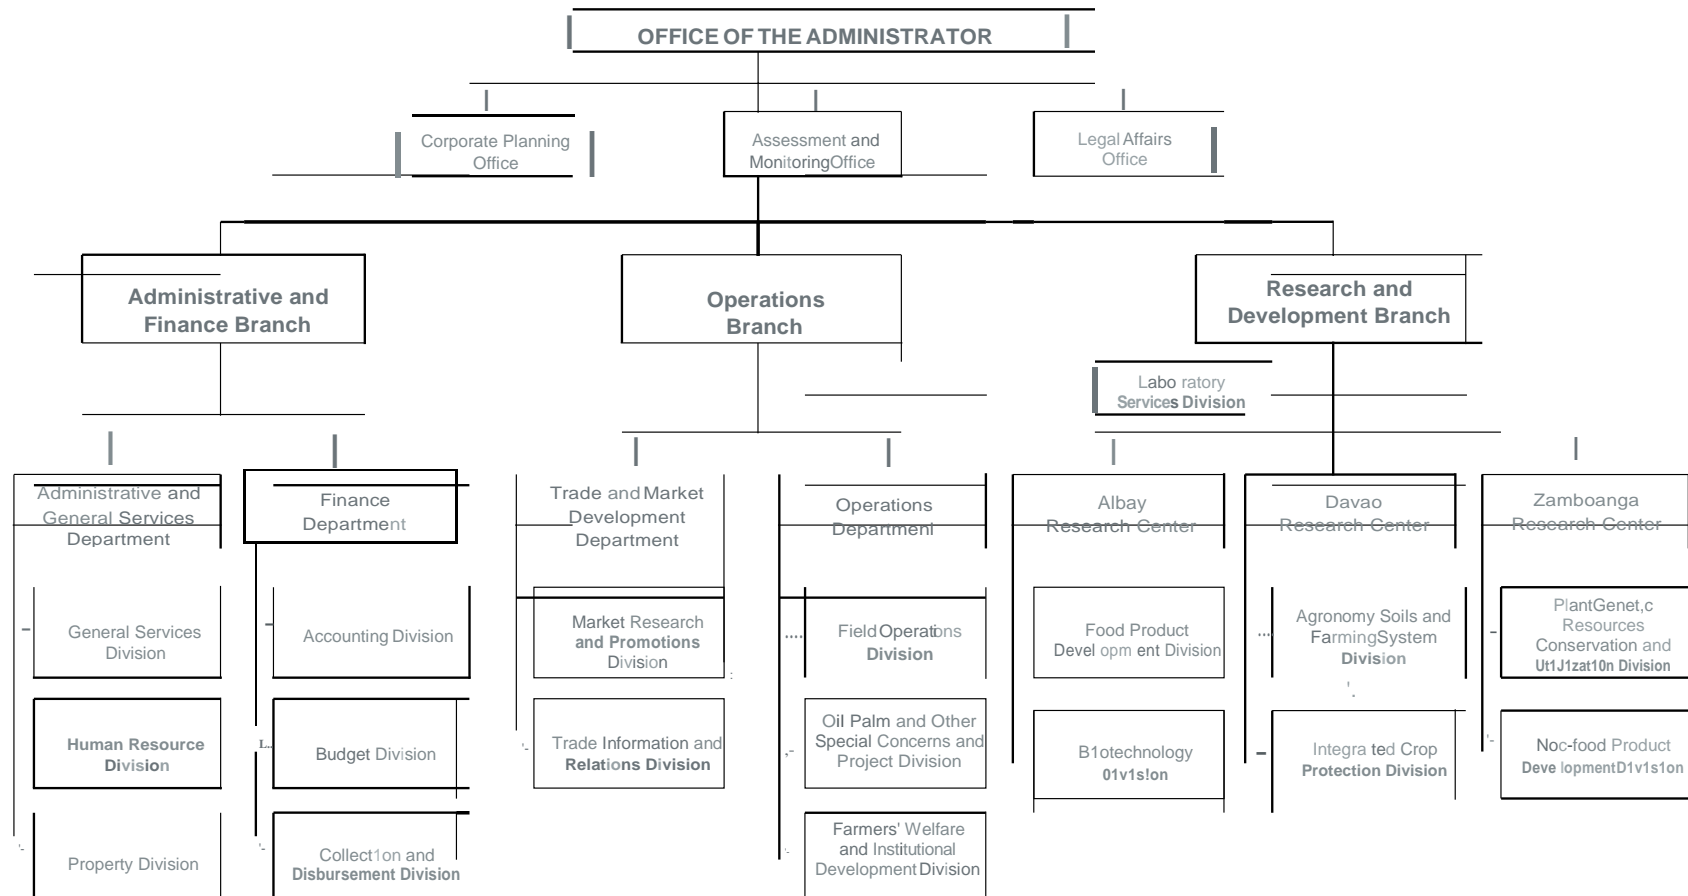 OFFICE OF THE ADMINISTRATOR
Corporate Planning
Office
Assessment and
MonitoringOffice
Legal Affairs
Office
Administrative and
Finance Branch
Operations
Branch
Research and
Development Branch
Labo ratory
Services Division
Administrative and
General Services
Department
Finance
Department
Trade and Market
Development
Department
Operations
Department
Albay
Research Center
Davao
Research Center
Zamboanga
Research Center
General Services
Division
Accounting Division
Market Research
and Promotions
Division
Field Operations
Division
Food Product
Devel opm ent Division
Agronomy Soils and
FarmingSystem
Division
PlantGenet,c
Resources
Conservation and
Ut1J1zat10n Division
Human Resource
Division
Budget Division
Trade Information and
Relations Division
Oil Palm and Other
Special Concerns and
Project Division
B1otechnology
01v1s!on
Integra ted Crop
Protection Division
Noc-food Product
Deve lopmentD1v1s1on
Property Division
Collect1on and
Disbursement Division
Farmers' Welfare
and Institutional
Development Division